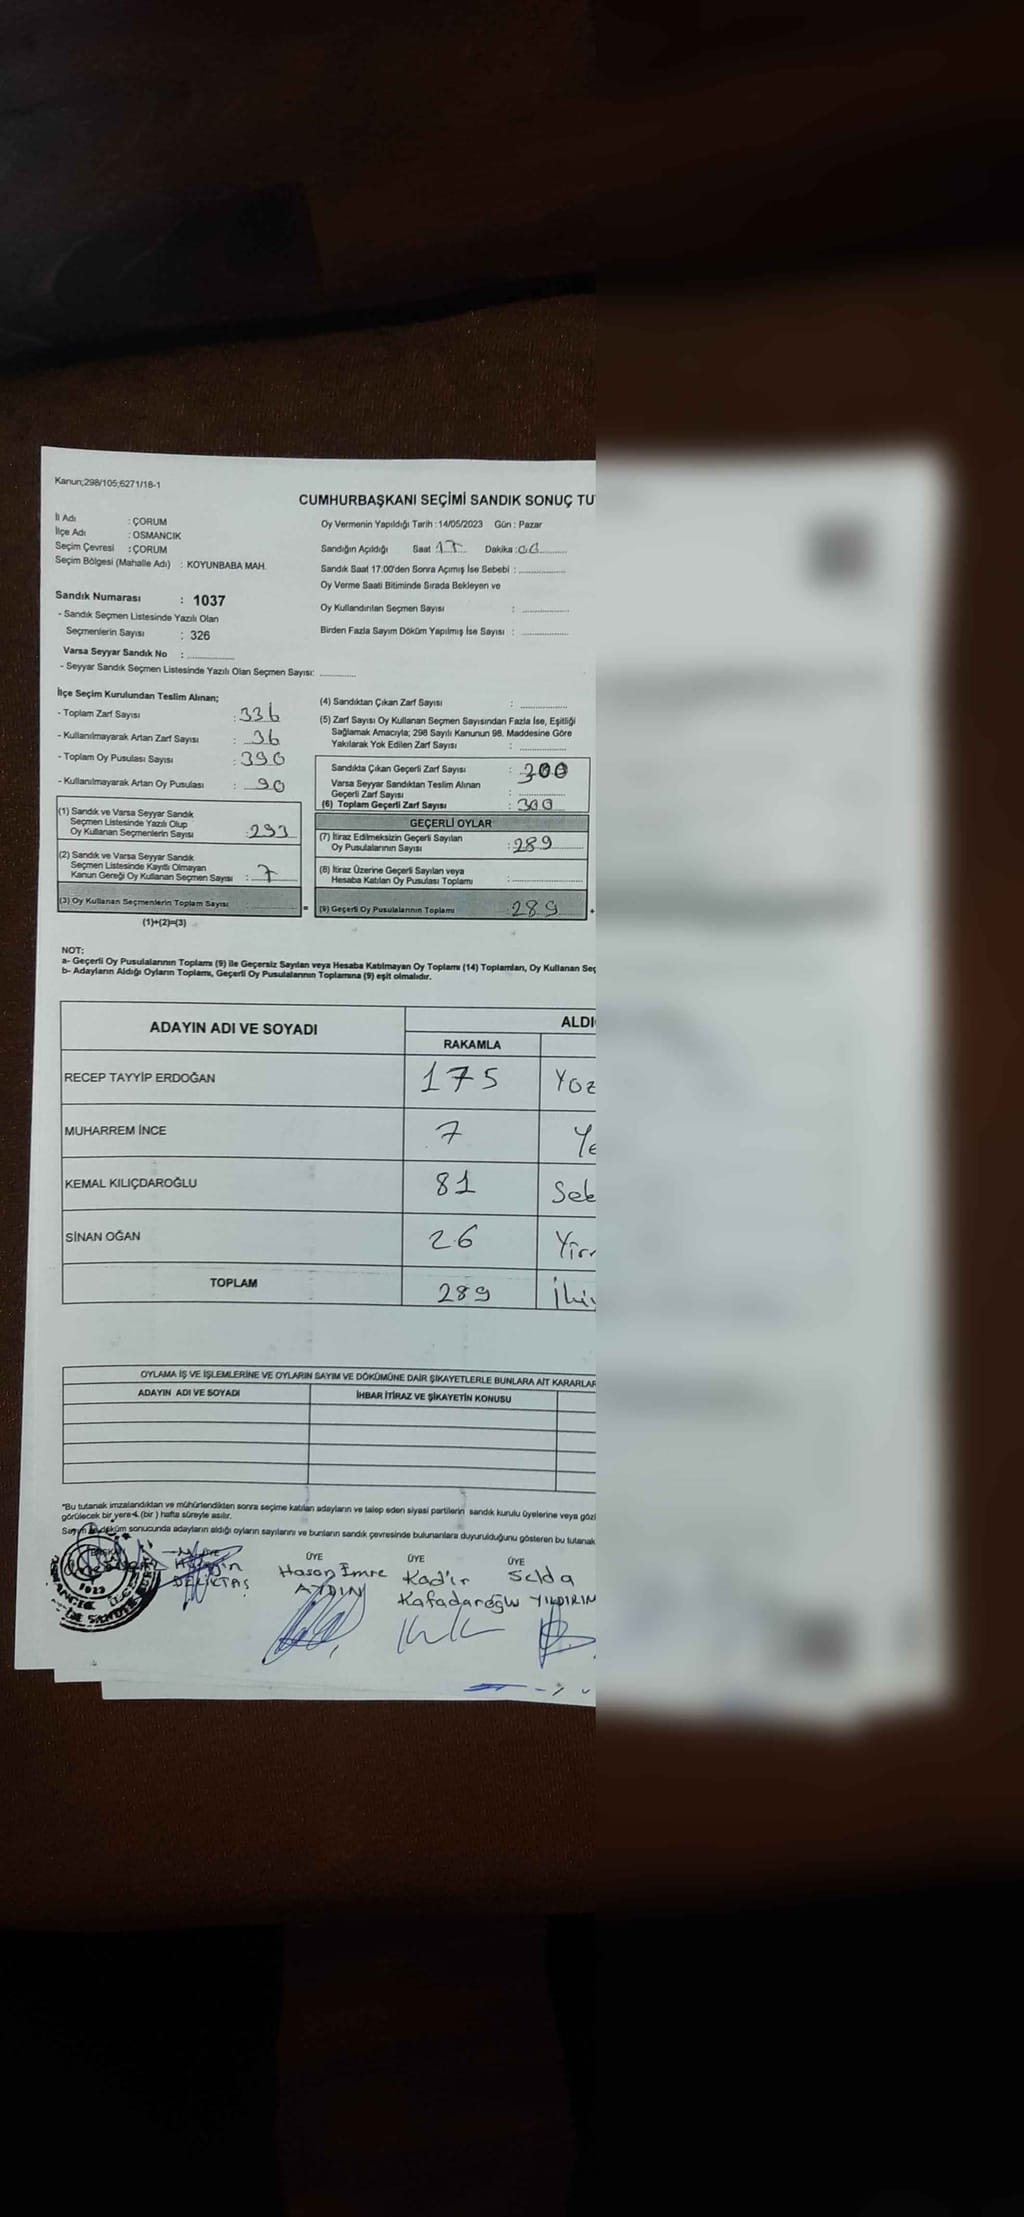 Kanun;298/105;6271/18-1
CUMHURBAŞKANI SEÇİMİ SANDIK SONUÇ TU
İl Adı : ÇORUM
İlçe Adı : OSMANCIK
Seçim Çevresi : ÇORUM
Seçim Bölgesi (Mahalle Adı) : KOYUNBABA MAH.
Oy Vermenin Yapıldığı Tarih : 14/05/2023 Gün : Pazar
Sandığın Açıldığı Saat 17 Dakika : 00
Sandık Saat 17:00'den Sonra Açılmış İse Sebebi :
Oy Verme Saati Bitiminde Sırada Bekleyen ve
Oy Kullandırılan Seçmen Sayısı :
Birden Fazla Sayım Döküm Yapılmış İse Sayısı :
Sandık Numarası : 1037
- Sandık Seçmen Listesinde Yazılı Olan
Seçmenlerin Sayısı : 326
Varsa Seyyar Sandık No :
- Seyyar Sandık Seçmen Listesinde Yazılı Olan Seçmen Sayısı:
İlçe Seçim Kurulundan Teslim Alınan;
- Toplam Zarf Sayısı : 336
- Kullanılmayarak Artan Zarf Sayısı : 36
- Toplam Oy Pusulası Sayısı : 390
- Kullanılmayarak Artan Oy Pusulası : 90
(1) Sandık ve Varsa Seyyar Sandık
Seçmen Listesinde Yazılı Olup
Oy Kullanan Seçmenlerin Sayısı : 293
(2) Sandık ve Varsa Seyyar Sandık
Seçmen Listesinde Kayıtlı Olmayan
Kanun Gereği Oy Kullanan Seçmen Sayısı : 7
(3) Oy Kullanan Seçmenlerin Toplam Sayısı :
(1)+(2)=(3)
(4) Sandıktan Çıkan Zarf Sayısı :
(5) Zarf Sayısı Oy Kullanan Seçmen Sayısından Fazla İse, Eşitliği
Sağlamak Amacıyla; 298 Sayılı Kanunun 98. Maddesine Göre
Yakılarak Yok Edilen Zarf Sayısı :
Sandıkta Çıkan Geçerli Zarf Sayısı : 300
Varsa Seyyar Sandıktan Teslim Alınan
Geçerli Zarf Sayısı :
(6) Toplam Geçerli Zarf Sayısı : 300
GEÇERLİ OYLAR
(7) İtiraz Edilmeksizin Geçerli Sayılan
Oy Pusulalarının Sayısı : 289
(8) İtiraz Üzerine Geçerli Sayılan veya
Hesaba Katılan Oy Pusulası Toplamı :
= (9) Geçerli Oy Pusulalarının Toplamı 289 +
NOT:
a- Geçerli Oy Pusulalarının Toplamı (9) ile Geçersiz Sayılan veya Hesaba Katılmayan Oy Toplamı (14) Toplamları, Oy Kullanan Seç
b- Adayların Aldığı Oyların Toplamı, Geçerli Oy Pusulalarının Toplamına (9) eşit olmalıdır.
ADAYIN ADI VE SOYADI ALDI
RAKAMLA
RECEP TAYYİP ERDOĞAN 175 Yüz
MUHARREM İNCE 7 Ye
KEMAL KILIÇDAROĞLU 81 Sek
SİNAN OĞAN 26 Yirm
TOPLAM 289 İki
OYLAMA İŞ VE İŞLEMLERİNE VE OYLARIN SAYIM VE DÖKÜMÜNE DAİR ŞİKAYETLERLE BUNLARA AİT KARARLAR
ADAYIN ADI VE SOYADI İHBAR İTİRAZ VE ŞİKAYETİN KONUSU
*Bu tutanak imzalandıktan ve mühürlendikten sonra seçime katılan adayların ve talep eden siyasi partilerin sandık kurulu üyelerine veya gözl
görülecek bir yere 1 (bir ) hafta süreyle asılır.
Sayım ve döküm sonucunda adayların aldığı oyların sayılarını ve bunların sandık çevresinde bulunanlara duyurulduğunu gösteren bu tutanak
BAŞKAN ÜYE ÜYE ÜYE
DELİKTAŞ
Hasan Emre AYDIN
Kadir Kafadaroğlu
Selda YILDIRIM
1923